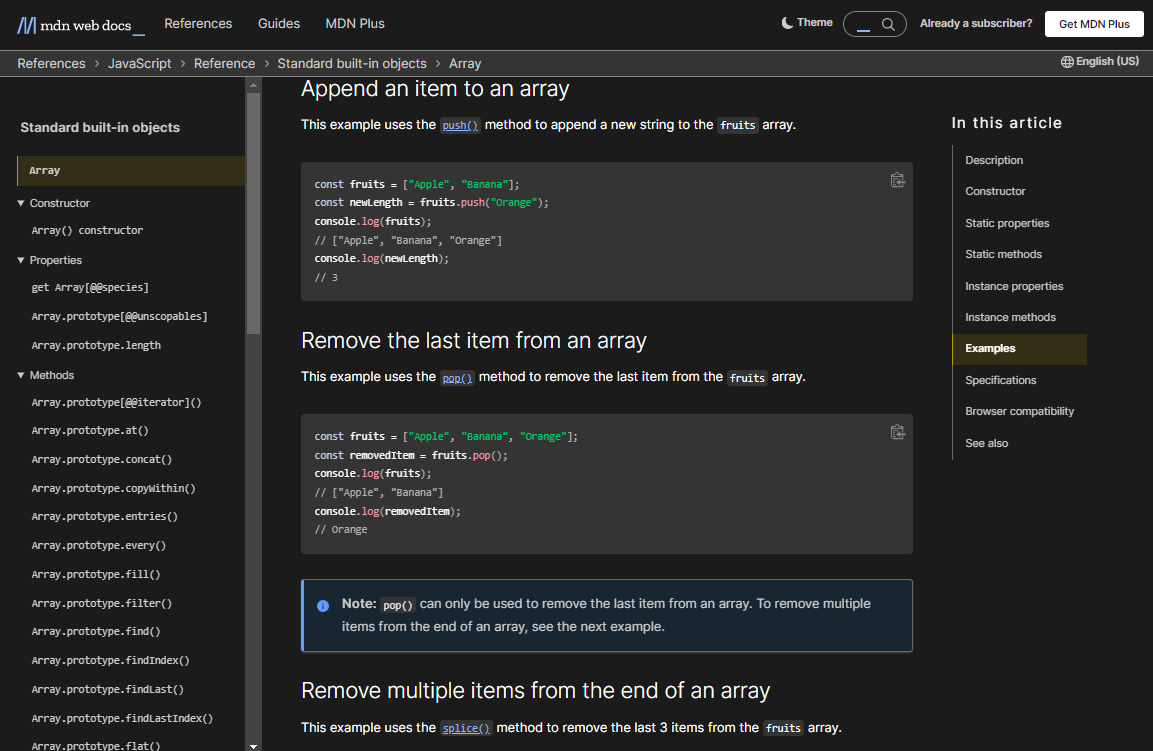 mdn web docs_
References Guides MDN Plus
Theme
Already a subscriber?
Get MDN Plus
References > JavaScript > Reference > Standard built-in objects > Array
English (US)
Standard built-in objects
Array
▼ Constructor
Array() constructor
▼ Properties
get Array[@@species]
Array.prototype[@@unscopables]
Array.prototype.length
▼ Methods
Array.prototype[@@iterator]()
Array.prototype.at()
Array.prototype.concat()
Array.prototype.copyWithin()
Array.prototype.entries()
Array.prototype.every()
Array.prototype.fill()
Array.prototype.filter()
Array.prototype.find()
Array.prototype.findIndex()
Array.prototype.findLast()
Array.prototype.findLastIndex()
Array.prototype.flat()
Append an item to an array
This example uses the push() method to append a new string to the fruits array.
const fruits = ["Apple", "Banana"];
const newLength = fruits.push("Orange");
console.log(fruits);
// ["Apple", "Banana", "Orange"]
console.log(newLength);
// 3
Remove the last item from an array
This example uses the pop() method to remove the last item from the fruits array.
const fruits = ["Apple", "Banana", "Orange"];
const removedItem = fruits.pop();
console.log(fruits);
// ["Apple", "Banana"]
console.log(removedItem);
// Orange
Note: pop() can only be used to remove the last item from an array. To remove multiple
items from the end of an array, see the next example.
Remove multiple items from the end of an array
This example uses the splice() method to remove the last 3 items from the fruits array.
In this article
Description
Constructor
Static properties
Static methods
Instance properties
Instance methods
Examples
Specifications
Browser compatibility
See also